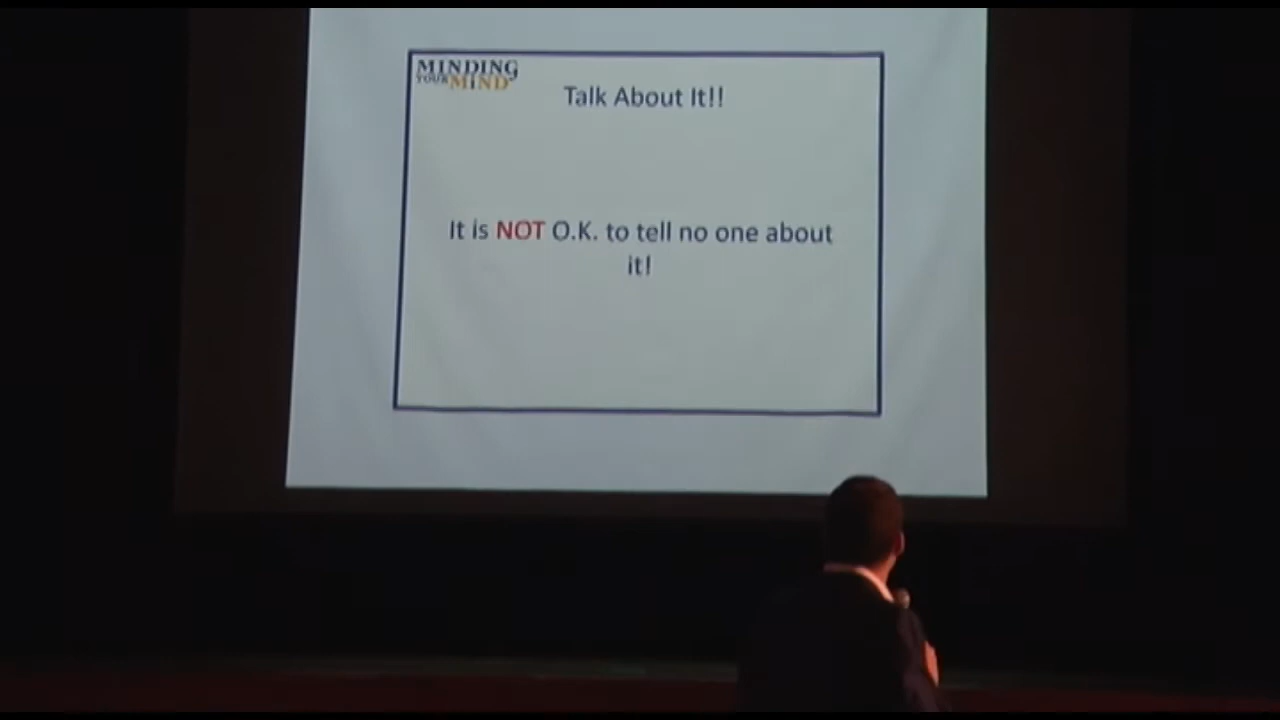 MINDING
YOUR MIND
Talk About It!!
It is NOT O.K. to tell no one about
it!